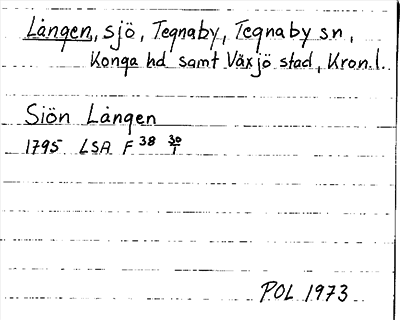 Lången, sjö, Tegnaby, Tegnaby sn,
Konga hd samt Växjö stad, Kron.l.
Siön Lången
1795 LSA F 38 30/1
POL 1973